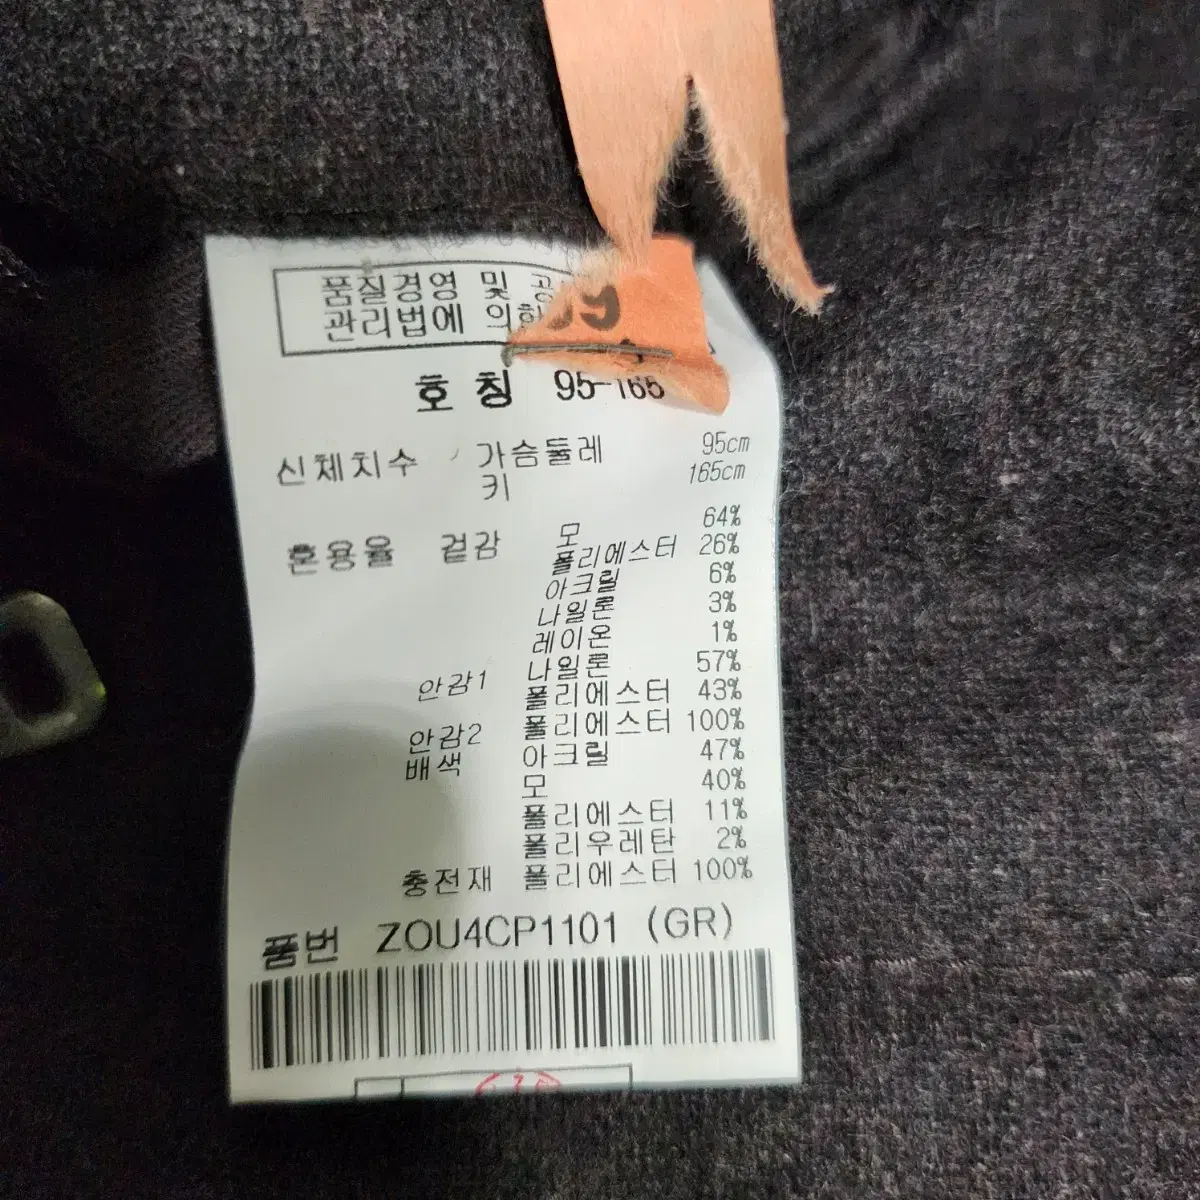 품질경영 및 공
관리법에 의한
09
호칭 95-165
신체치수 가슴둘레 95cm
키 165cm
혼용율 겉감 모 64%
폴리에스터 26%
아크릴 6%
나일론 3%
레이온 1%
안감1 나일론 57%
폴리에스터 43%
안감2 폴리에스터 100%
배색 아크릴 47%
모 40%
폴리에스터 11%
폴리우레탄 2%
충전재 폴리에스터 100%
품번 ZOU4CP1101 (GR)